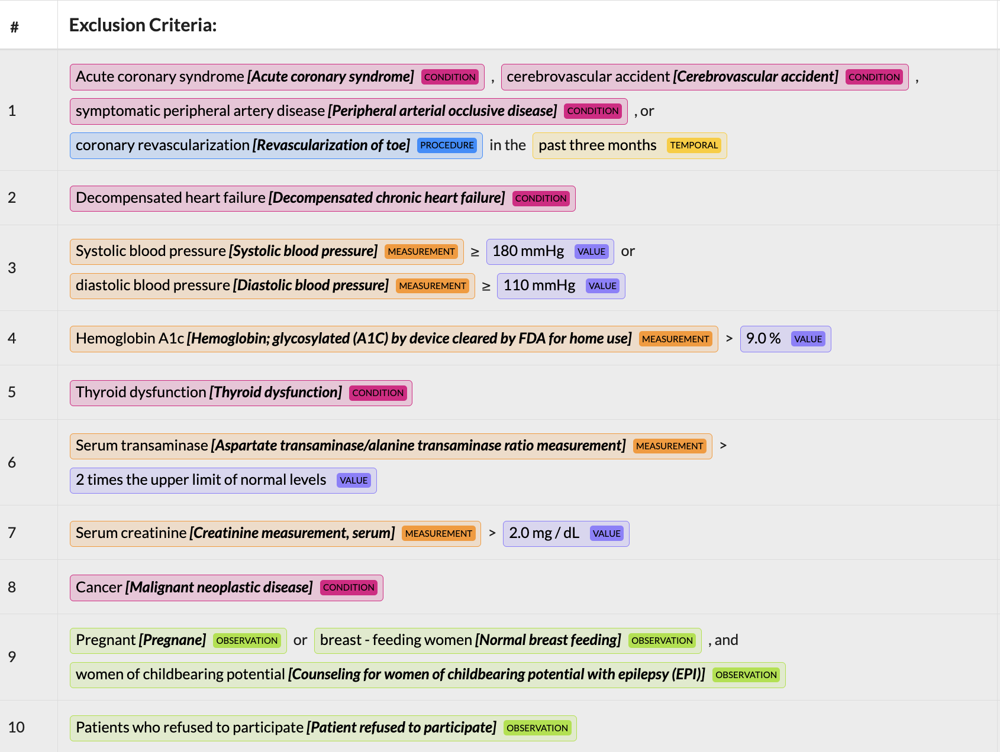 # Exclusion Criteria:
1
Acute coronary syndrome [Acute coronary syndrome] CONDITION , cerebrovascular accident [Cerebrovascular accident] CONDITION ,
symptomatic peripheral artery disease [Peripheral arterial occlusive disease] CONDITION , or
coronary revascularization [Revascularization of toe] PROCEDURE in the past three months TEMPORAL
2 Decompensated heart failure [Decompensated chronic heart failure] CONDITION
3
Systolic blood pressure [Systolic blood pressure] MEASUREMENT ≥ 180 mmHg VALUE or
diastolic blood pressure [Diastolic blood pressure] MEASUREMENT ≥ 110 mmHg VALUE
4 Hemoglobin A1c [Hemoglobin; glycosylated (A1C) by device cleared by FDA for home use] MEASUREMENT > 9.0 % VALUE
5 Thyroid dysfunction [Thyroid dysfunction] CONDITION
6
Serum transaminase [Aspartate transaminase/alanine transaminase ratio measurement] MEASUREMENT >
2 times the upper limit of normal levels VALUE
7 Serum creatinine [Creatinine measurement, serum] MEASUREMENT > 2.0 mg / dL VALUE
8 Cancer [Malignant neoplastic disease] CONDITION
9
Pregnant [Pregnane] OBSERVATION or breast - feeding women [Normal breast feeding] OBSERVATION , and
women of childbearing potential [Counseling for women of childbearing potential with epilepsy (EPI)] OBSERVATION
10 Patients who refused to participate [Patient refused to participate] OBSERVATION